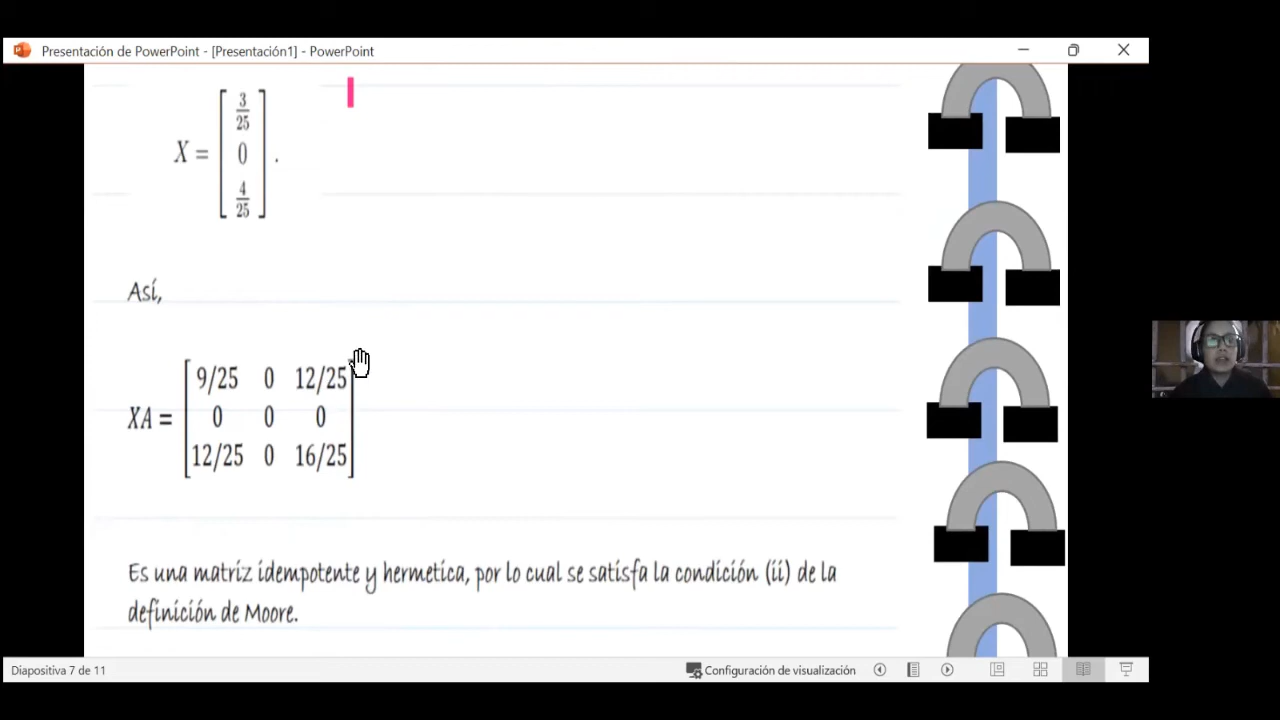 Presentación de PowerPoint - [Presentación1] - PowerPoint
X = [ 3/25
0
4/25 ] .
Así,
XA = [ 9/25 0 12/25
0 0 0
12/25 0 16/25 ]
Es una matriz idempotente y hermetica, por lo cual se satisfa la condición (ii) de la
definición de Moore.
Diapositiva 7 de 11
Configuración de visualización